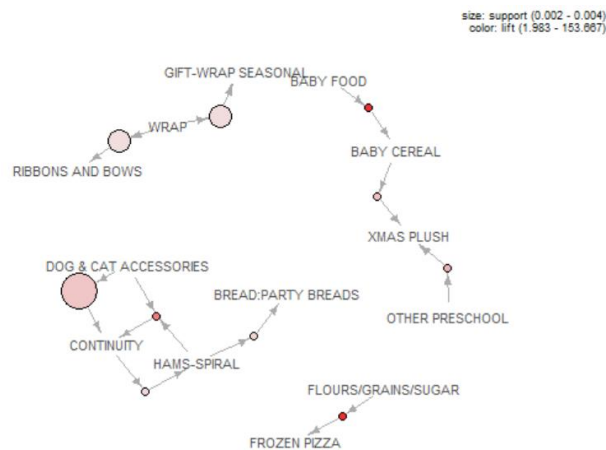 size: support (0.002 - 0.004)
color: lift (1.983 - 153.667)
GIFT-WRAP SEASONAL
BABY FOOD
WRAP
BABY CEREAL
RIBBONS AND BOWS
XMAS PLUSH
DOG & CAT ACCESSORIES
BREAD:PARTY BREADS
OTHER PRESCHOOL
CONTINUITY
HAMS-SPIRAL
FLOURS/GRAINS/SUGAR
FROZEN PIZZA